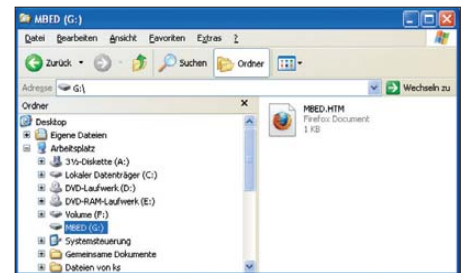 MBED (G:)
Datei Bearbeiten Ansicht Favoriten Extras ?
Zurück Suchen Ordner
Adresse G:\ Wechseln zu
Ordner x
Desktop
Eigene Dateien
Arbeitsplatz
3½-Diskette (A:)
Lokaler Datenträger (C:)
DVD-Laufwerk (D:)
DVD-RAM-Laufwerk (E:)
Volume (F:)
MBED (G:)
Systemsteuerung
Gemeinsame Dokumente
Dateien von ks
MBED.HTM
Firefox Document
1 KB